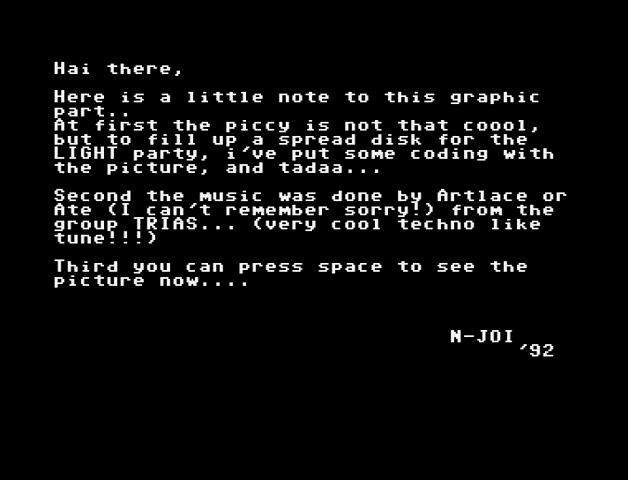 Hai there,
Here is a little note to this graphic
part..
At first the piccy is not that coool,
but to fill up a spread disk for the
LIGHT party, i've put some coding with
the picture, and tadaa...
Second the music was done by Artlace or
Ate (I can't remember sorry!) from the
group TRIAS... (very cool techno like
tune!!!)
Third you can press space to see the
picture now....
N-JOI
'92